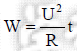 W = U²/R t